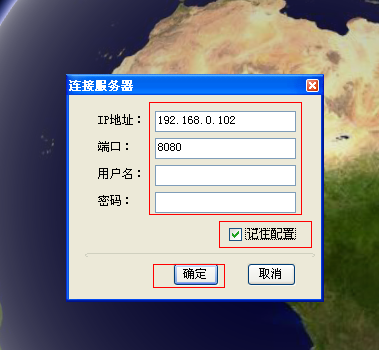 连接服务器
IP地址： 192.168.0.102
端口： 8080
用户名：
密码：
记住配置
确定 取消